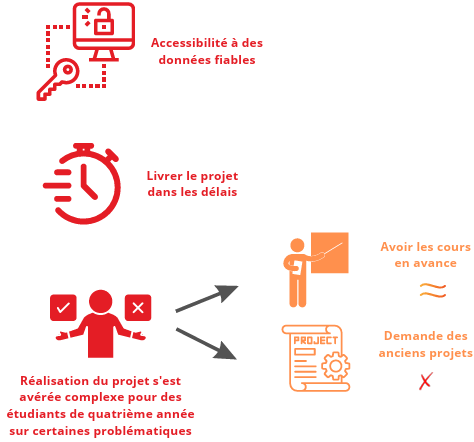 Accessibilité à des
données fiables
Livrer le projet
dans les délais
Réalisation du projet s'est
avérée complexe pour des
étudiants de quatrième année
sur certaines problématiques
Avoir les cours
en avance
PROJECT
Demande des
anciens projets